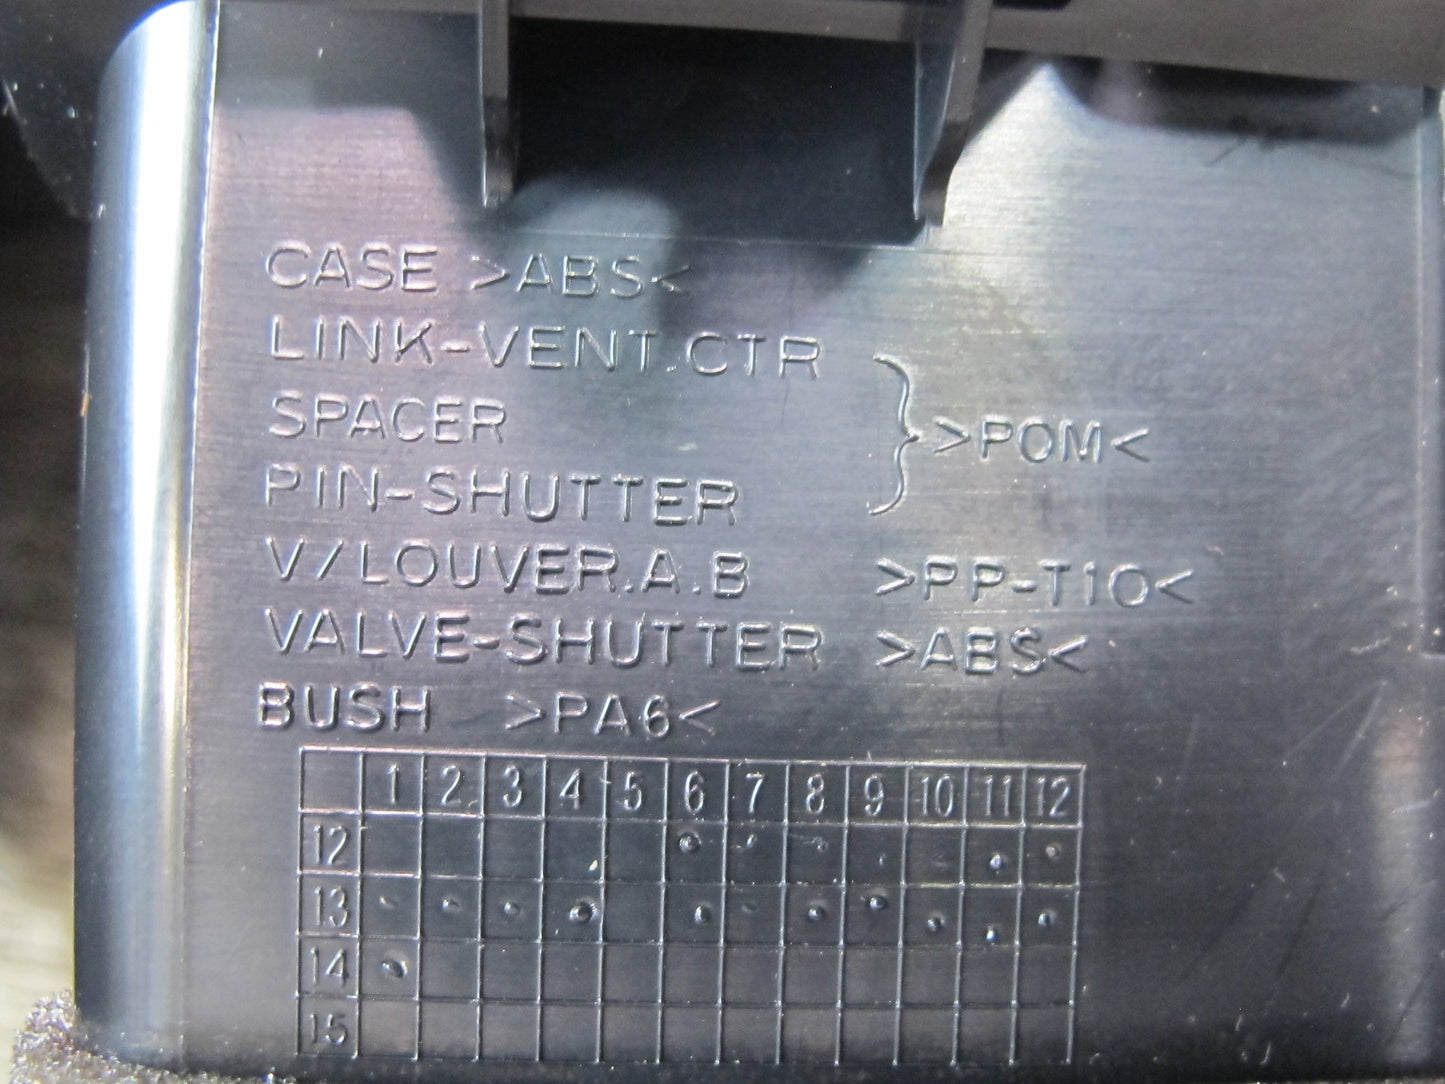 CASE >ABS<
LINK-VENT.CTR
SPACER
PIN-SHUTTER
>POM<
V/LOUVER.A.B >PP-T10<
VALVE-SHUTTER >ABS<
BUSH >PA6<
1 2 3 4 5 6 7 8 9 10 11 12
12
13
14
15